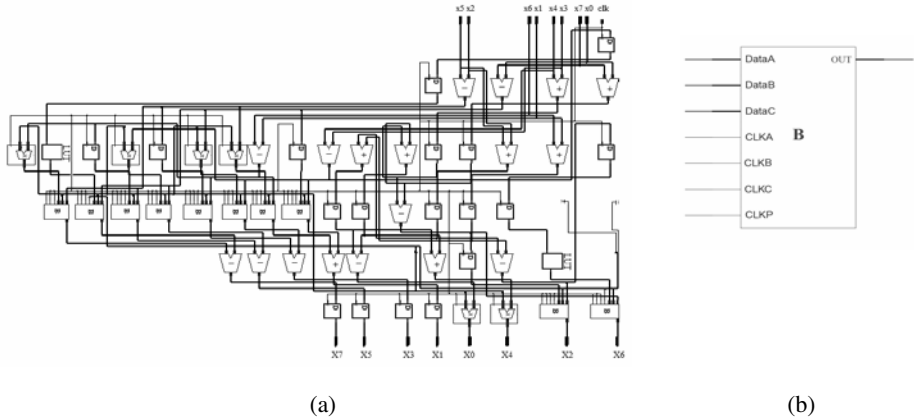 x5 x2 x6 x1 x4 x3 x7 x0 clk
X7 X5 X3 X1 X0 X4 X2 X6
DataA OUT
DataB
DataC
CLKA B
CLKB
CLKC
CLKP
(a) (b)